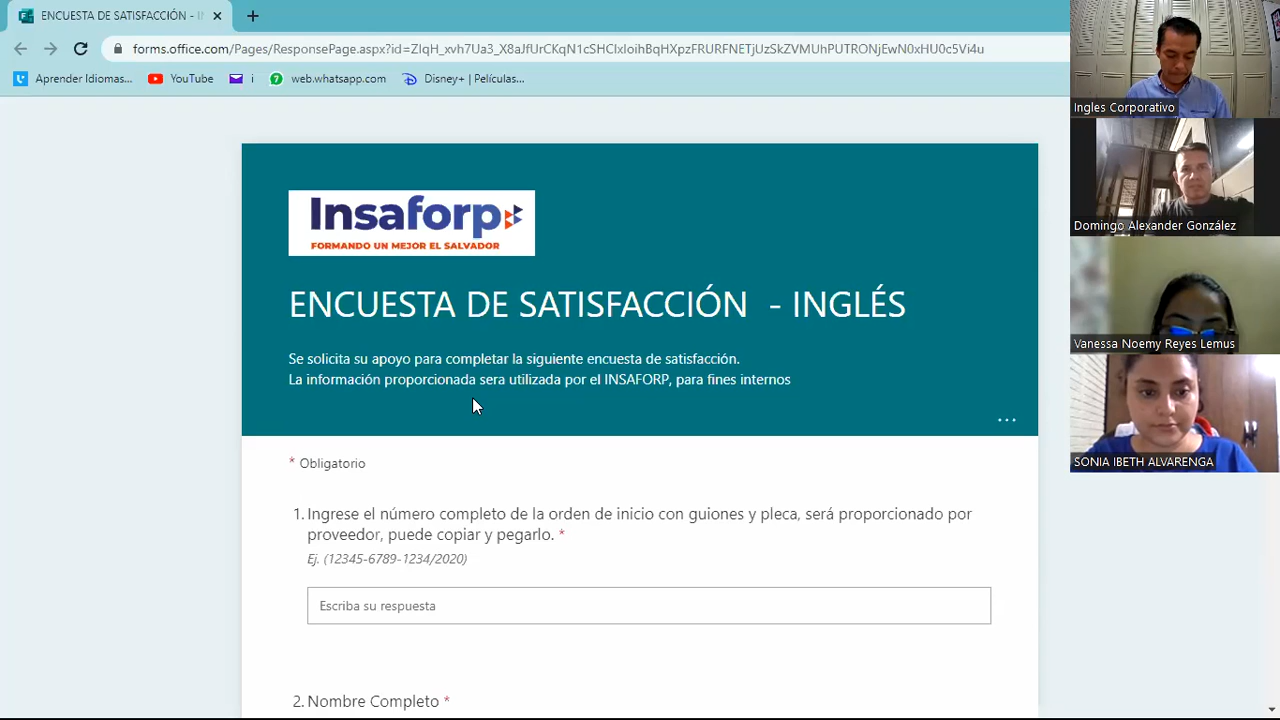 ENCUESTA DE SATISFACCIÓN - I
forms.office.com/Pages/ResponsePage.aspx?id=ZIqH_xvh7Ua3_X8aJfUrCKqN1cSHClxIoihBqHXpzFRURFNETjUzSkZVMUhPUTRONjEwN0xHU0c5Vi4u
Aprender Idiomas...
YouTube
i
web.whatsapp.com
Disney+ | Películas...
Insaforp
FORMANDO UN MEJOR EL SALVADOR
ENCUESTA DE SATISFACCIÓN - INGLÉS
Se solicita su apoyo para completar la siguiente encuesta de satisfacción.
La información proporcionada sera utilizada por el INSAFORP, para fines internos
* Obligatorio
1. Ingrese el número completo de la orden de inicio con guiones y pleca, será proporcionado por
proveedor, puede copiar y pegarlo. *
Ej. (12345-6789-1234/2020)
Escriba su respuesta
2. Nombre Completo *
Ingles Corporativo
Domingo Alexander González
Vanessa Noemy Reyes Lemus
SONIA IBETH ALVARENGA